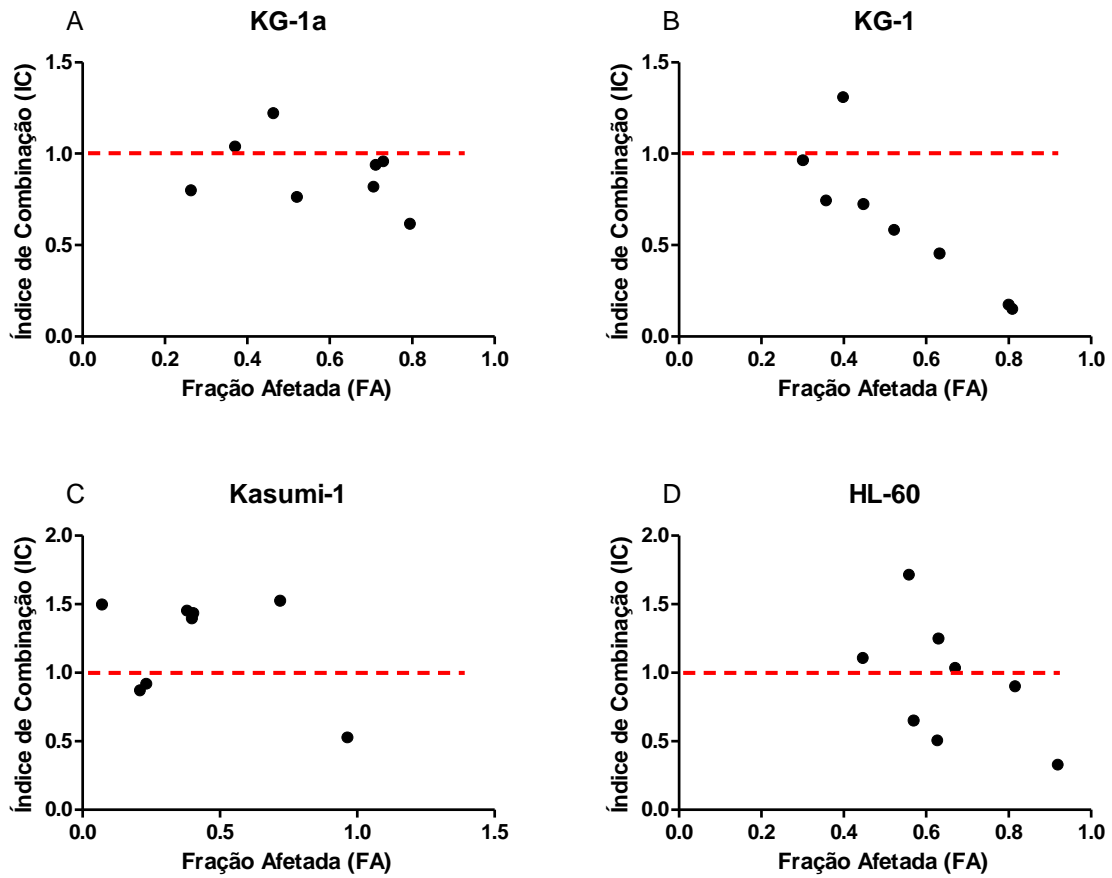 A
KG-1a
Índice de Combinação (IC)
1.5
1.0
0.5
0.0
0.0 0.2 0.4 0.6 0.8 1.0
Fração Afetada (FA)
B
KG-1
Índice de Combinação (IC)
1.5
1.0
0.5
0.0
0.0 0.2 0.4 0.6 0.8 1.0
Fração Afetada (FA)
C
Kasumi-1
Índice de Combinação (IC)
2.0
1.5
1.0
0.5
0.0
0.0 0.5 1.0 1.5
Fração Afetada (FA)
D
HL-60
Índice de Combinação (IC)
2.0
1.5
1.0
0.5
0.0
0.0 0.2 0.4 0.6 0.8 1.0
Fração Afetada (FA)